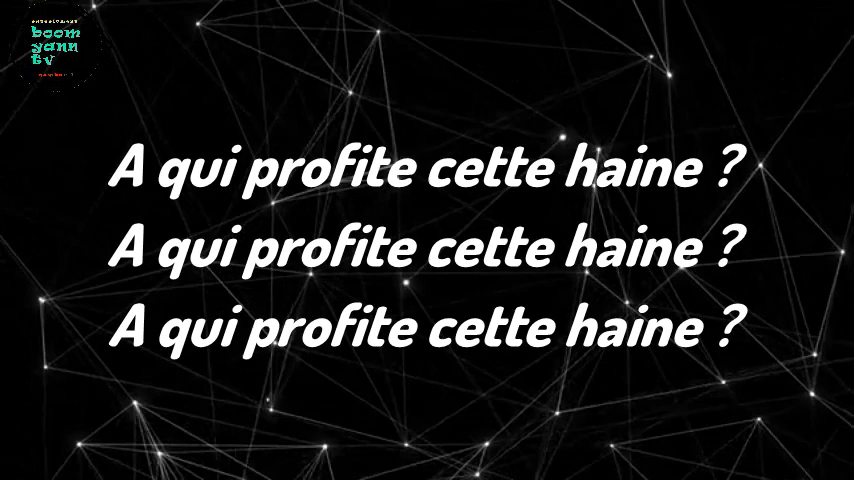 boom
yann
tv
A qui profite cette haine ?
A qui profite cette haine ?
A qui profite cette haine ?